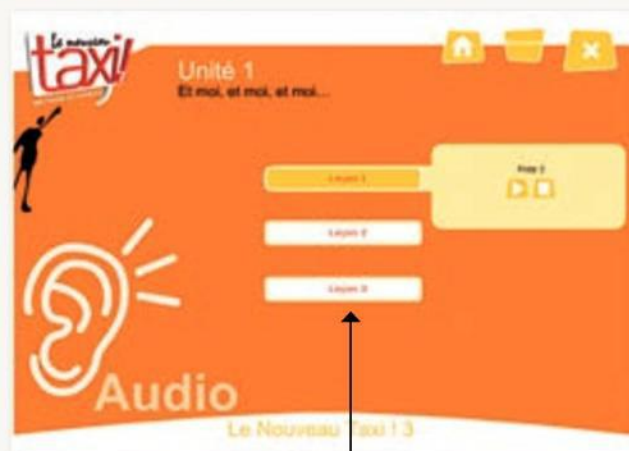 Le nouveau
taxi!
Unité 1
Et moi, et moi, et moi...
Leçon 1
Leçon 2
Leçon 3
Audio
Le Nouveau Taxi ! 3